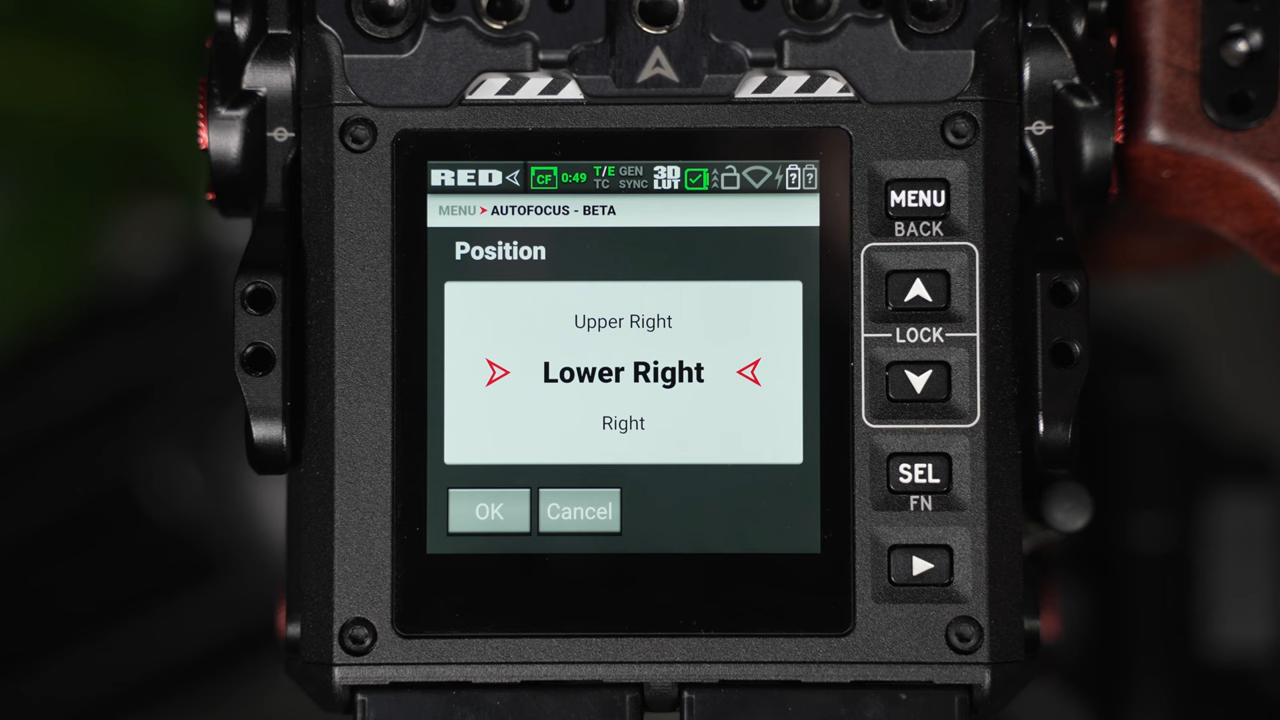 RED CF 0:49 T/E TC GEN SYNC 3D LUT ? ?
MENU AUTOFOCUS - BETA
Position
Upper Right
Lower Right
Right
OK Cancel
MENU
BACK
LOCK
SEL
FN